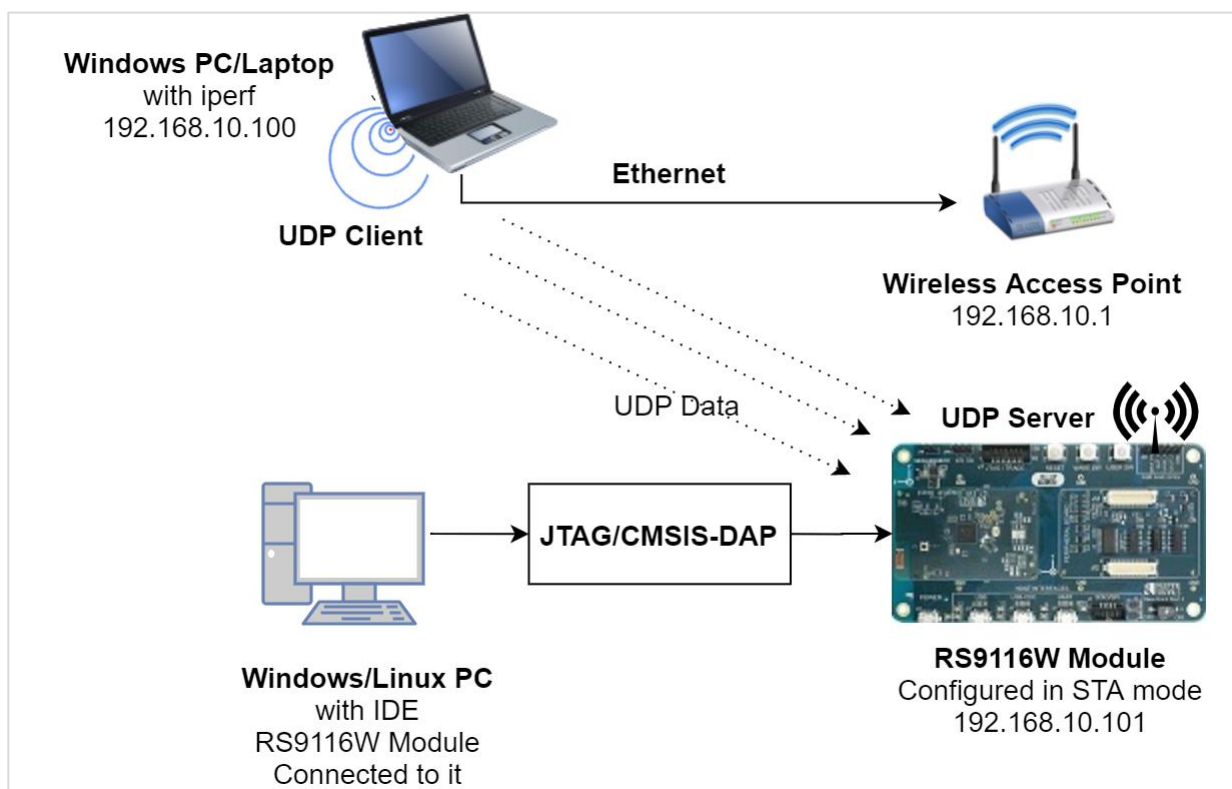 Windows PC/Laptop
with iperf
192.168.10.100
UDP Client
Ethernet
Wireless Access Point
192.168.10.1
UDP Data
UDP Server
JTAG/CMSIS-DAP
RS9116W Module
Configured in STA mode
192.168.10.101
Windows/Linux PC
with IDE
RS9116W Module
Connected to it